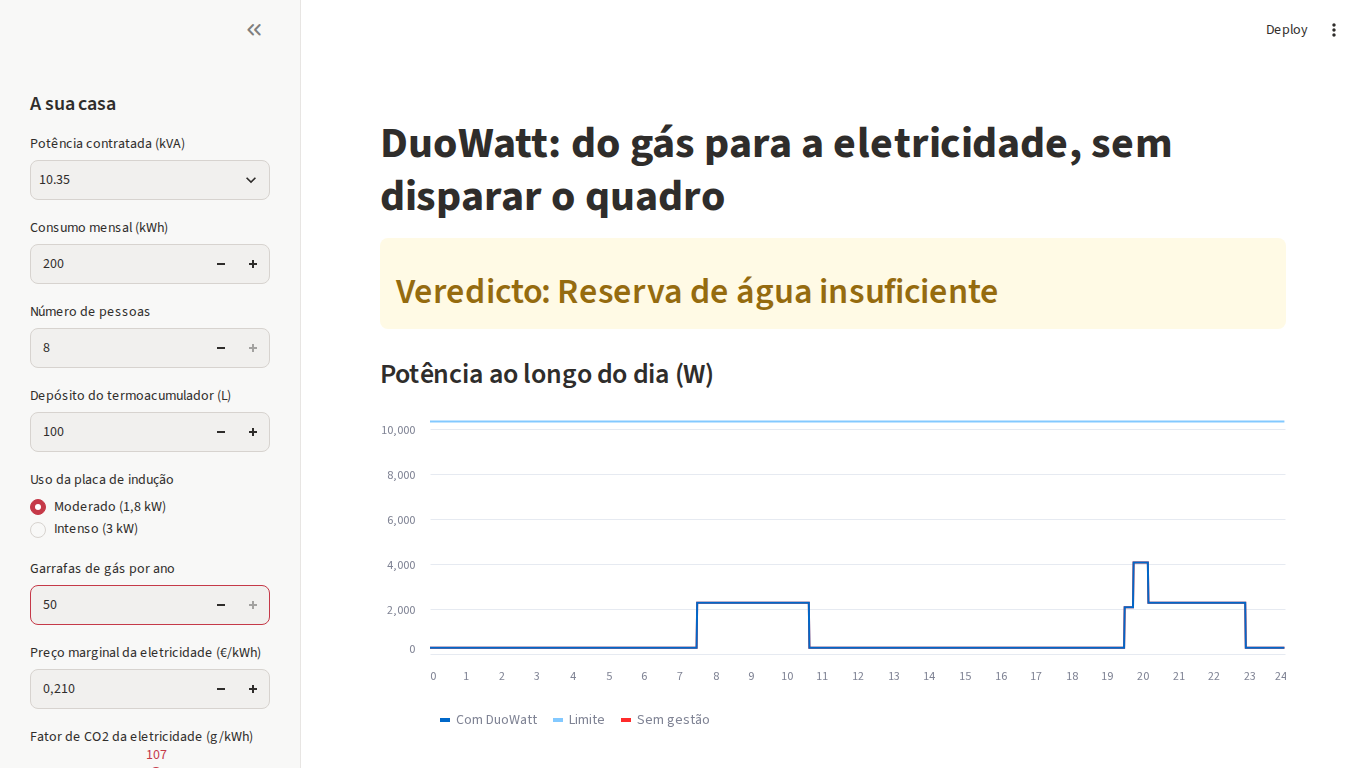 Deploy
A sua casa
Potência contratada (kVA)
10.35
Consumo mensal (kWh)
200
Número de pessoas
8
Depósito do termoacumulador (L)
100
Uso da placa de indução
Moderado (1,8 kW)
Intenso (3 kW)
Garrafas de gás por ano
50
Preço marginal da eletricidade (€/kWh)
0,210
Fator de CO2 da eletricidade (g/kWh)
107
DuoWatt: do gás para a eletricidade, sem
disparar o quadro
Veredicto: Reserva de água insuficiente
Potência ao longo do dia (W)
10,000
8,000
6,000
4,000
2,000
0
0 1 2 3 4 5 6 7 8 9 10 11 12 13 14 15 16 17 18 19 20 21 22 23 24
Com DuoWatt Limite Sem gestão